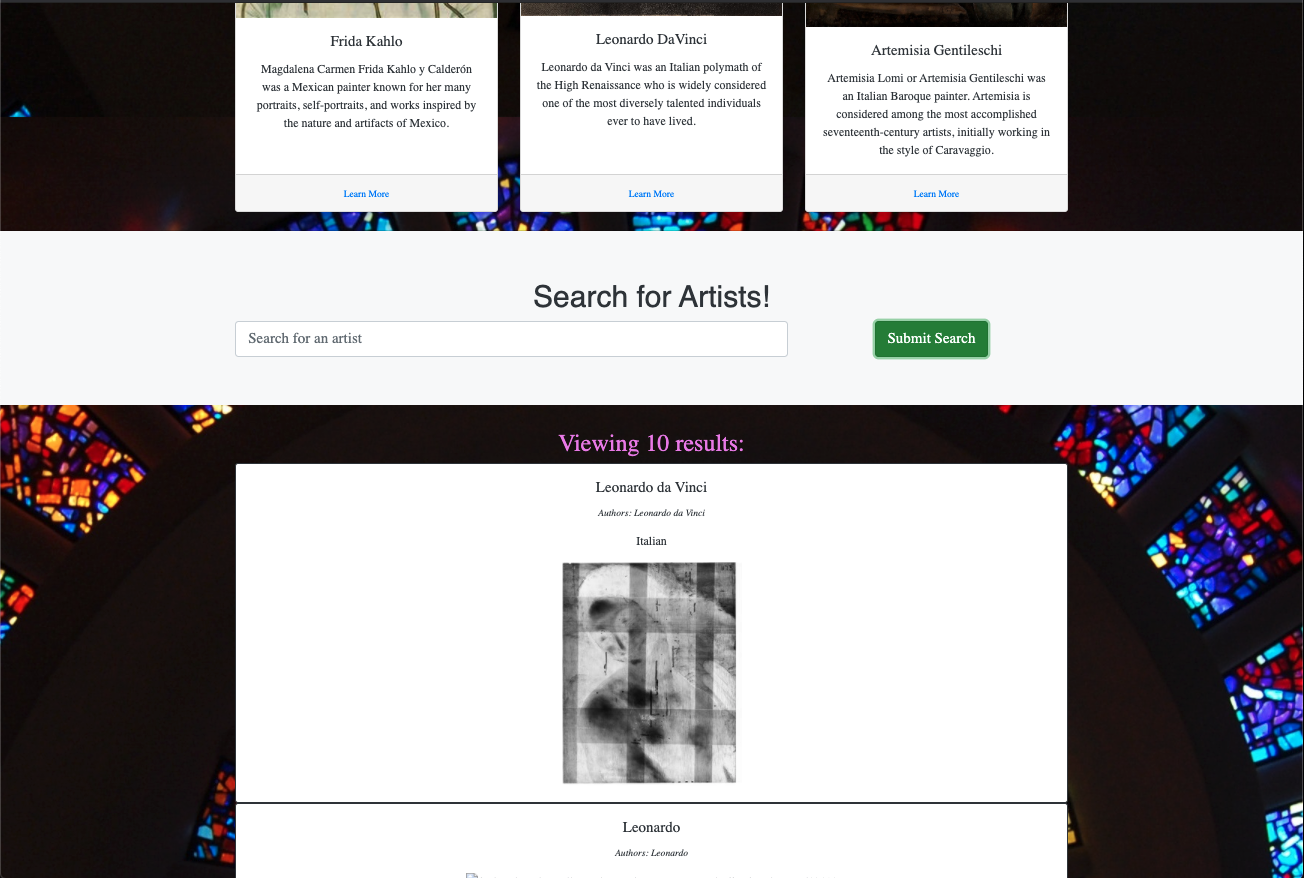 Frida Kahlo
Magdalena Carmen Frida Kahlo y Calderón
was a Mexican painter known for her many
portraits, self-portraits, and works inspired by
the nature and artifacts of Mexico.
Learn More
Leonardo DaVinci
Leonardo da Vinci was an Italian polymath of
the High Renaissance who is widely considered
one of the most diversely talented individuals
ever to have lived.
Learn More
Artemisia Gentileschi
Artemisia Lomi or Artemisia Gentileschi was
an Italian Baroque painter. Artemisia is
considered among the most accomplished
seventeenth-century artists, initially working in
the style of Caravaggio.
Learn More
Search for Artists!
Search for an artist
Submit Search
Viewing 10 results:
Leonardo da Vinci
Authors: Leonardo da Vinci
Italian
Leonardo
Authors: Leonardo